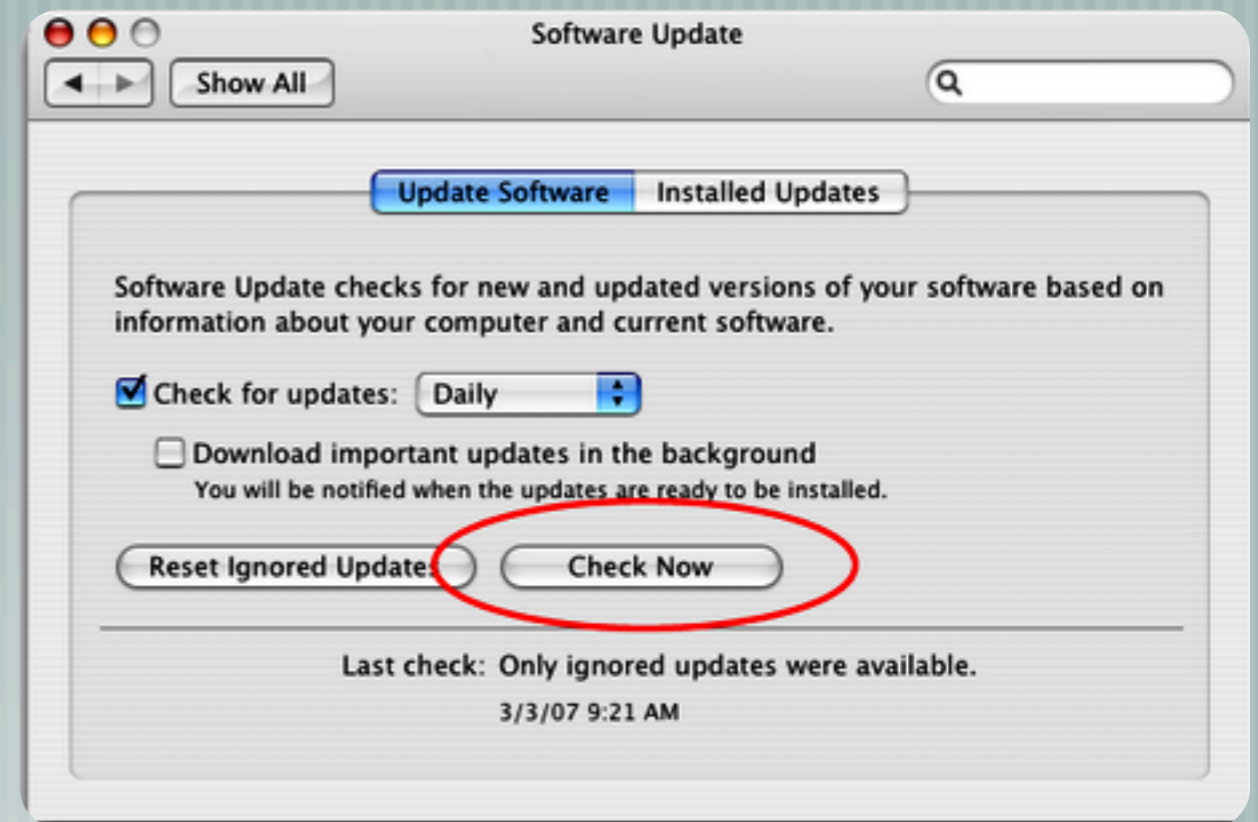 Software Update
Show All
Update Software Installed Updates
Software Update checks for new and updated versions of your software based on
information about your computer and current software.
Check for updates: Daily
Download important updates in the background
You will be notified when the updates are ready to be installed.
Reset Ignored Updates Check Now
Last check: Only ignored updates were available.
3/3/07 9:21 AM